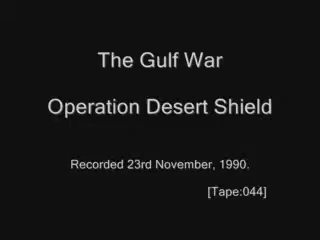 The Gulf War
Operation Desert Shield
Recorded 23rd November, 1990.
[Tape:044]